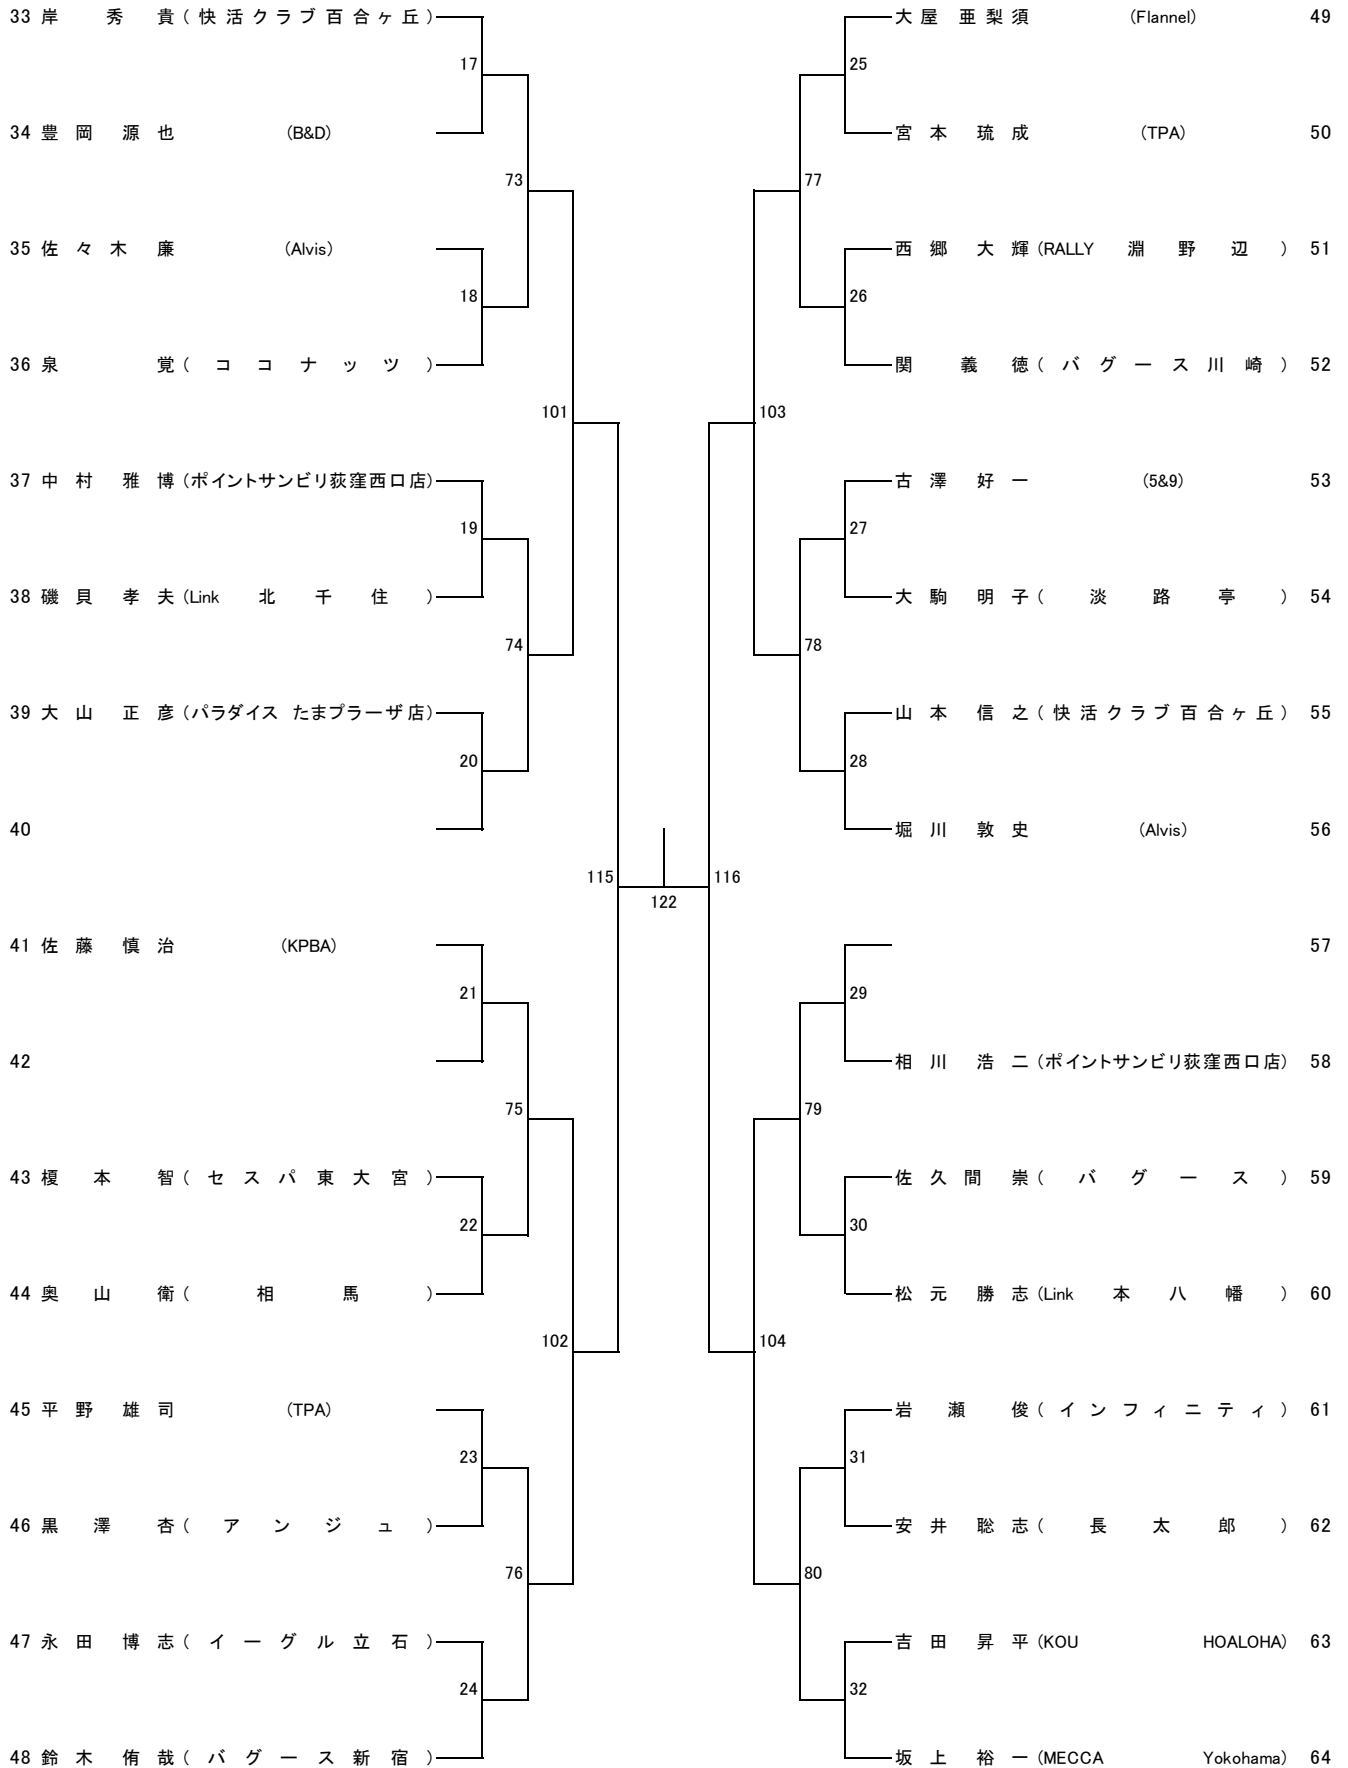 33 岸 秀 貴 (快活クラブ百合ヶ丘)
17
34 豊 岡 源 也 (B&D)
73
35 佐 々 木 廉 (Alvis)
18
36 泉 覚 (ココナッツ)
101
37 中 村 雅 博 (ポイントサンビリ荻窪西口店)
19
38 磯 貝 孝 夫 (Link 北千住)
74
39 大 山 正 彦 (パラダイス たまプラーザ店)
20
40
115
41 佐 藤 慎 治 (KPBA)
21
42
75
43 榎 本 智 (セスパ東大宮)
22
44 奥 山 衛 (相馬)
102
45 平 野 雄 司 (TPA)
23
46 黒 澤 杏 (アンジュ)
76
47 永 田 博 志 (イーグル立石)
24
48 鈴 木 侑 哉 (バグース新宿)
122
大 屋 亜 梨 須 (Flannel) 49
25
宮 本 琉 成 (TPA) 50
77
西 郷 大 輝 (RALLY 淵野辺) 51
26
関 義 徳 (バグース川崎) 52
103
古 澤 好 一 (5&9) 53
27
大 駒 明 子 (淡路亭) 54
78
山 本 信 之 (快活クラブ百合ヶ丘) 55
28
堀 川 敦 史 (Alvis) 56
116
57
29
相 川 浩 二 (ポイントサンビリ荻窪西口店) 58
79
佐 久 間 崇 (バグース) 59
30
松 元 勝 志 (Link 本八幡) 60
104
岩 瀬 俊 (インフィニティ) 61
31
安 井 聡 志 (長太郎) 62
80
吉 田 昇 平 (KOU HOALOHA) 63
32
坂 上 裕 一 (MECCA Yokohama) 64